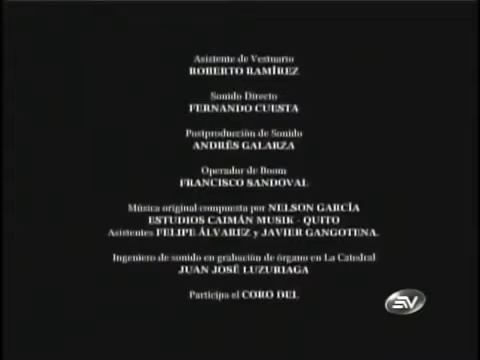 Asistente de Vestuario
ROBERTO RAMÍREZ
Sonido Directo
FERNANDO CUESTA
Postproducción de Sonido
ANDRÉS GALARZA
Operador de Boom
FRANCISCO SANDOVAL
Música original compuesta por NELSON GARCÍA
ESTUDIOS CAIMÁN MUSIK - QUITO
Asistentes FELIPE ÁLVAREZ y JAVIER GANGOTENA.
Ingeniero de sonido en grabación de órgano en La Catedral
JUAN JOSÉ LUZURIAGA
Participa el CORO DEL
EV